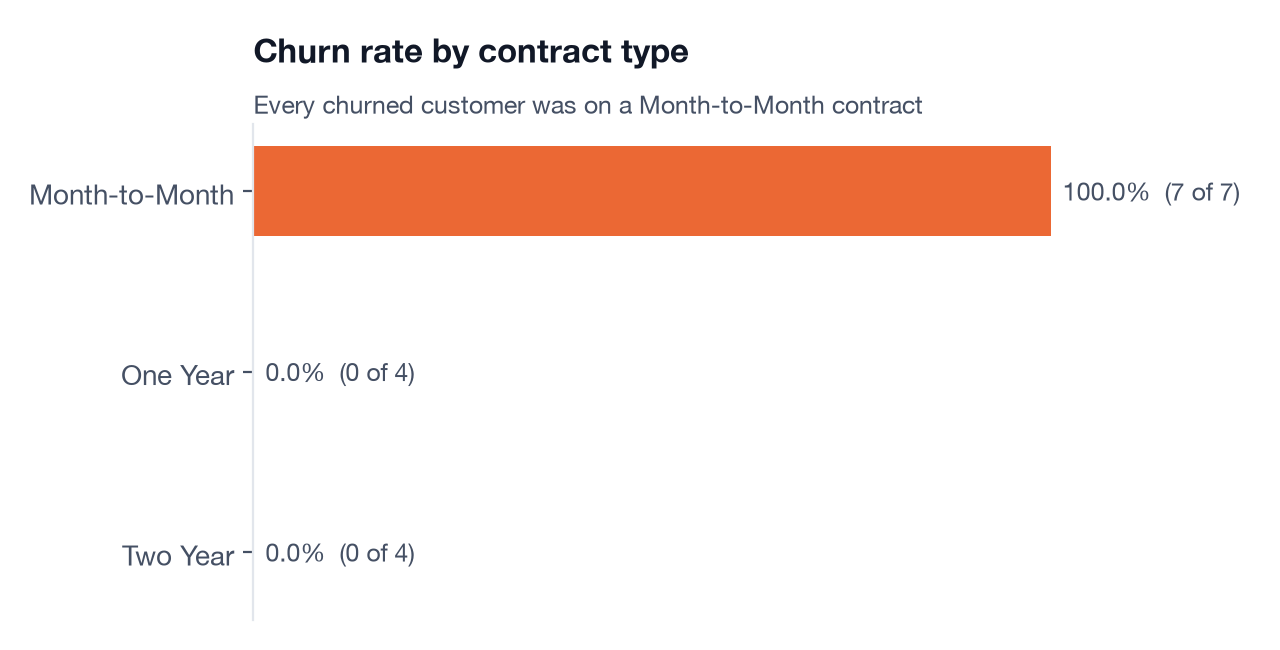 Churn rate by contract type
Every churned customer was on a Month-to-Month contract
Month-to-Month 100.0% (7 of 7)
One Year 0.0% (0 of 4)
Two Year 0.0% (0 of 4)